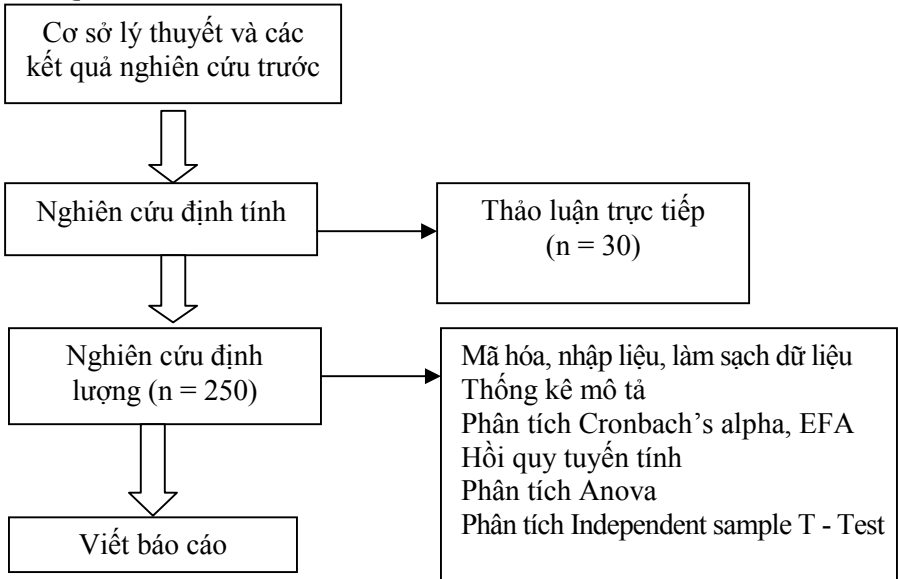 Cơ sở lý thuyết và các
kết quả nghiên cứu trước
Nghiên cứu định tính
Thảo luận trực tiếp
(n = 30)
Nghiên cứu định
lượng (n = 250)
Mã hóa, nhập liệu, làm sạch dữ liệu
Thống kê mô tả
Phân tích Cronbach’s alpha, EFA
Hồi quy tuyến tính
Phân tích Anova
Phân tích Independent sample T - Test
Viết báo cáo